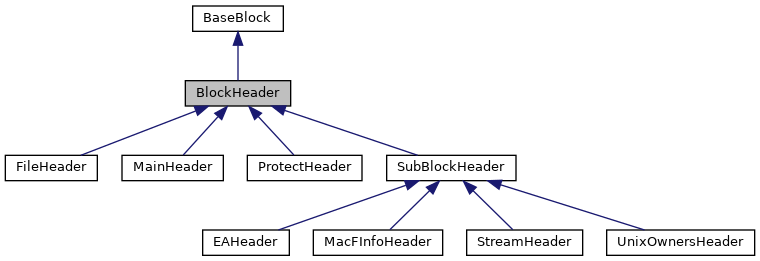 BaseBlock
BlockHeader
FileHeader
MainHeader
ProtectHeader
SubBlockHeader
EAHeader
MacFInfoHeader
StreamHeader
UnixOwnersHeader